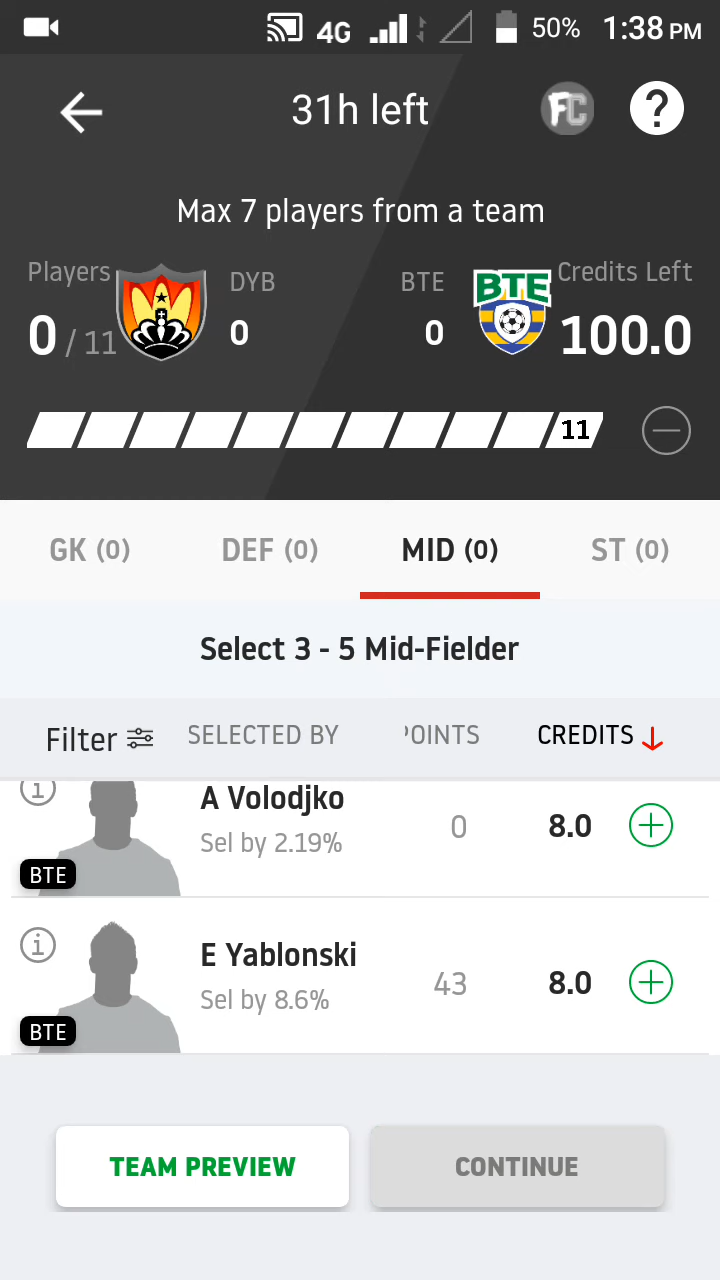 4G 50% 1:38 PM
31h left FC ?
Max 7 players from a team
Players DYB BTE BTE Credits Left
0 / 11 0 0 100.0
11
GK (0) DEF (0) MID (0) ST (0)
Select 3 - 5 Mid-Fielder
Filter SELECTED BY POINTS CREDITS
A Volodjko
Sel by 2.19% 0 8.0
BTE
E Yablonski
Sel by 8.6% 43 8.0
BTE
TEAM PREVIEW CONTINUE